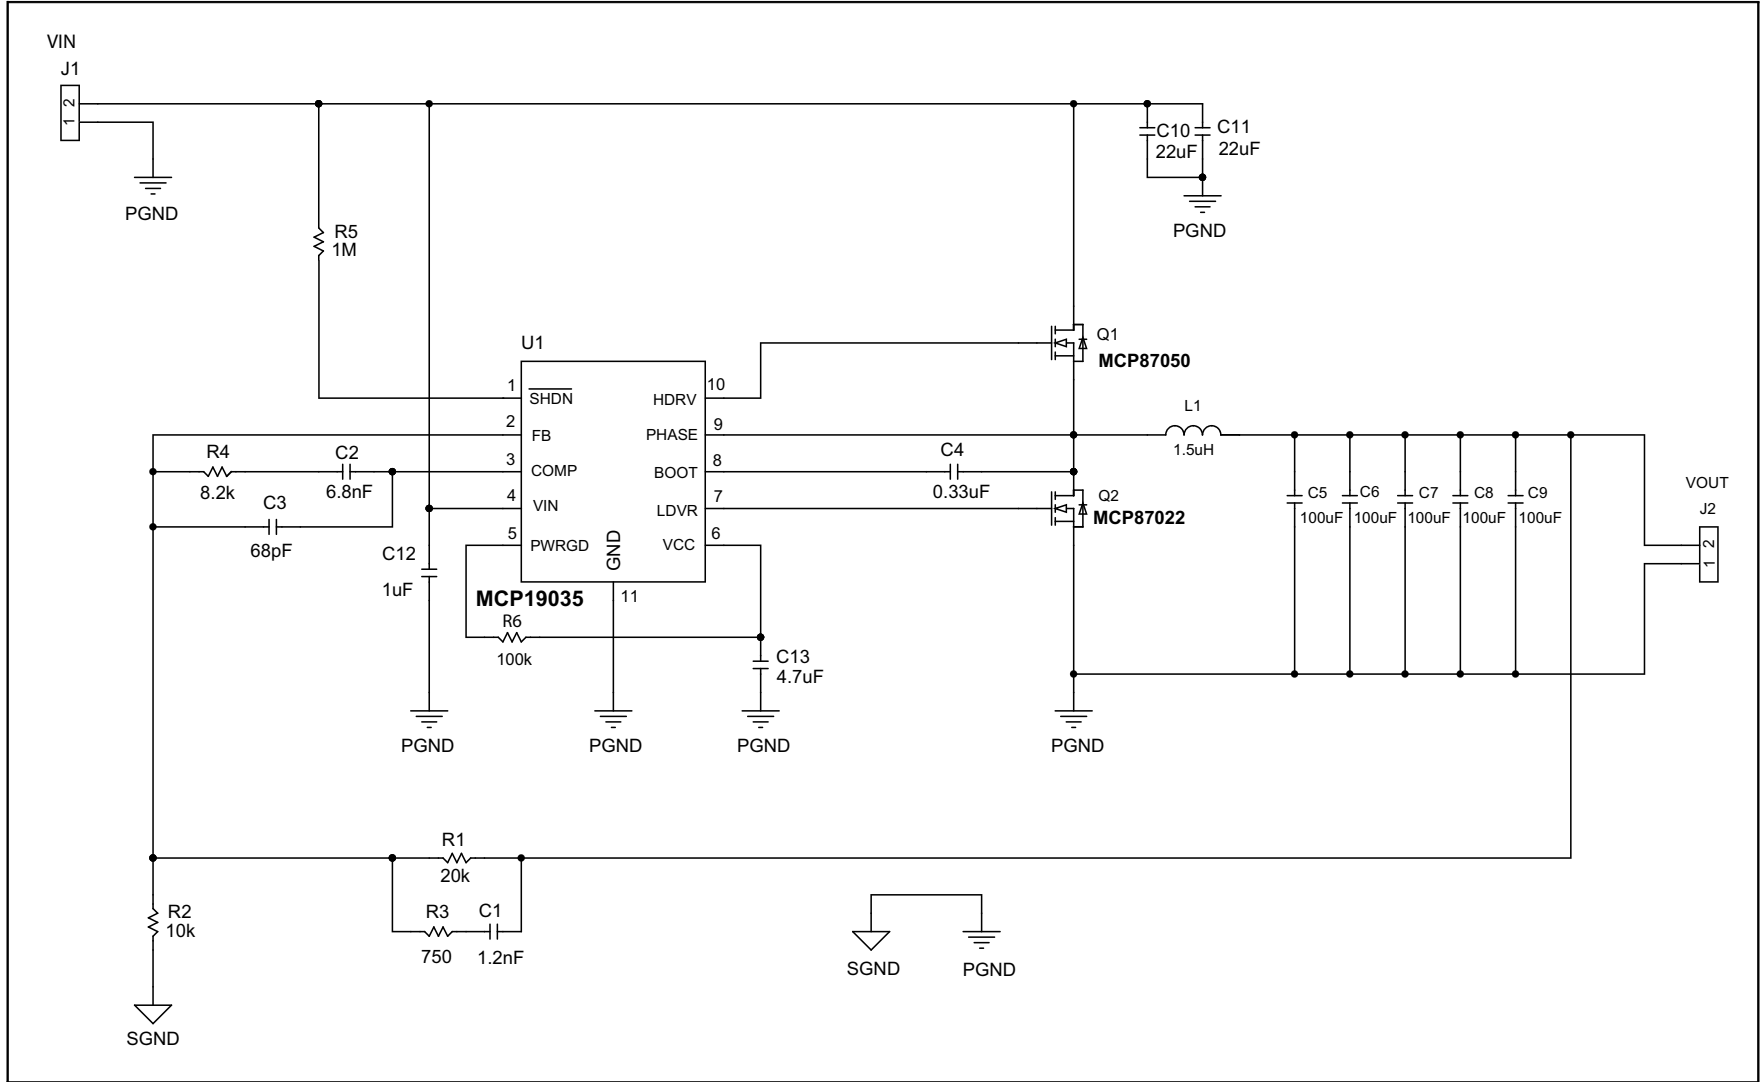 VIN
J1
2
1
PGND
C10
22uF
C11
22uF
PGND
R5
1M
U1
1
SHDN
2
FB
3
COMP
4
VIN
5
PWRGD
GND
11
10
HDRV
9
PHASE
8
BOOT
7
LDVR
6
VCC
MCP19035
Q1
MCP87050
L1
1.5uH
C4
0.33uF
Q2
MCP87022
R4
8.2k
C2
6.8nF
C3
68pF
C12
1uF
R6
100k
C13
4.7uF
C5
100uF
C6
100uF
C7
100uF
C8
100uF
C9
100uF
VOUT
J2
2
1
PGND
PGND
PGND
PGND
R1
20k
R3
750
C1
1.2nF
R2
10k
SGND
SGND
PGND